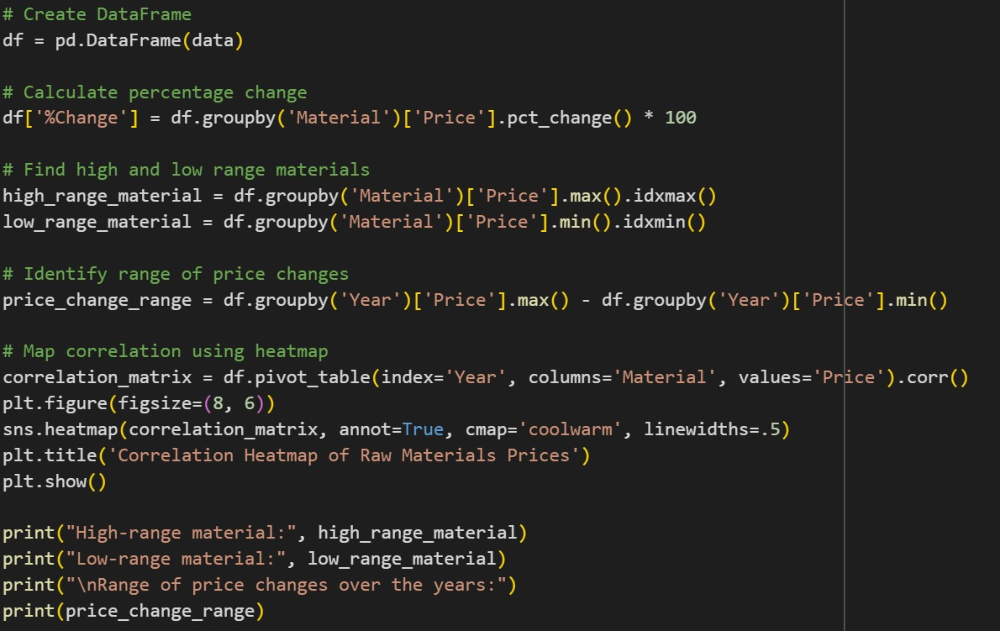 # Create DataFrame
df = pd.DataFrame(data)
# Calculate percentage change
df['%Change'] = df.groupby('Material')['Price'].pct_change() * 100
# Find high and low range materials
high_range_material = df.groupby('Material')['Price'].max().idxmax()
low_range_material = df.groupby('Material')['Price'].min().idxmin()
# Identify range of price changes
price_change_range = df.groupby('Year')['Price'].max() - df.groupby('Year')['Price'].min()
# Map correlation using heatmap
correlation_matrix = df.pivot_table(index='Year', columns='Material', values='Price').corr()
plt.figure(figsize=(8, 6))
sns.heatmap(correlation_matrix, annot=True, cmap='coolwarm', linewidths=.5)
plt.title('Correlation Heatmap of Raw Materials Prices')
plt.show()
print("High-range material:", high_range_material)
print("Low-range material:", low_range_material)
print("\nRange of price changes over the years:")
print(price_change_range)